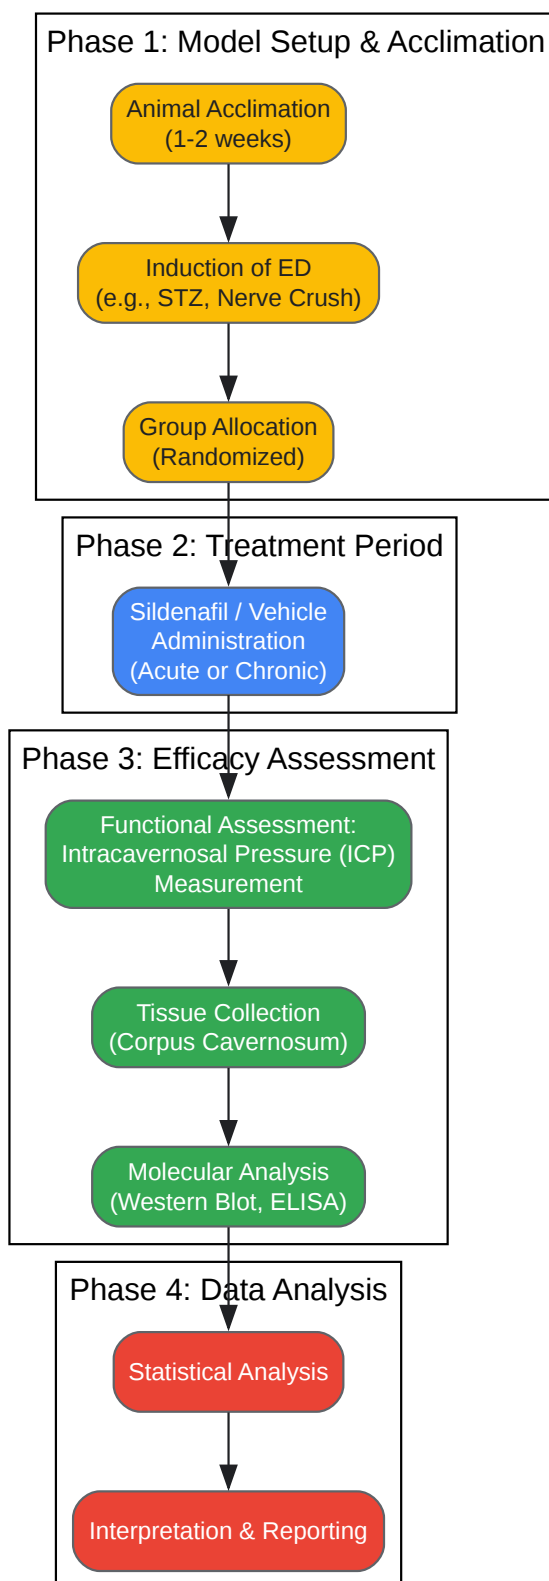 Phase 1: Model Setup & Acclimation
Animal Acclimation
(1-2 weeks)
Induction of ED
(e.g., STZ, Nerve Crush)
Group Allocation
(Randomized)
Phase 2: Treatment Period
Sildenafil / Vehicle
Administration
(Acute or Chronic)
Phase 3: Efficacy Assessment
Functional Assessment:
Intracavernosal Pressure (ICP)
Measurement
Tissue Collection
(Corpus Cavernosum)
Molecular Analysis
(Western Blot, ELISA)
Phase 4: Data Analysis
Statistical Analysis
Interpretation & Reporting